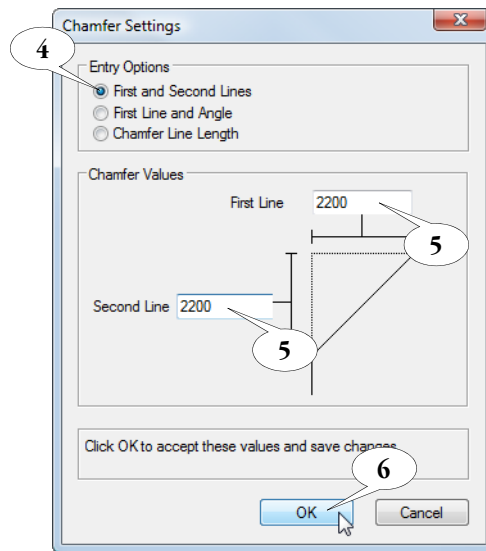 Chamfer Settings
4
Entry Options
First and Second Lines
First Line and Angle
Chamfer Line Length
Chamfer Values
First Line 2200
5
Second Line 2200
5
Click OK to accept these values and save changes
6
OK Cancel